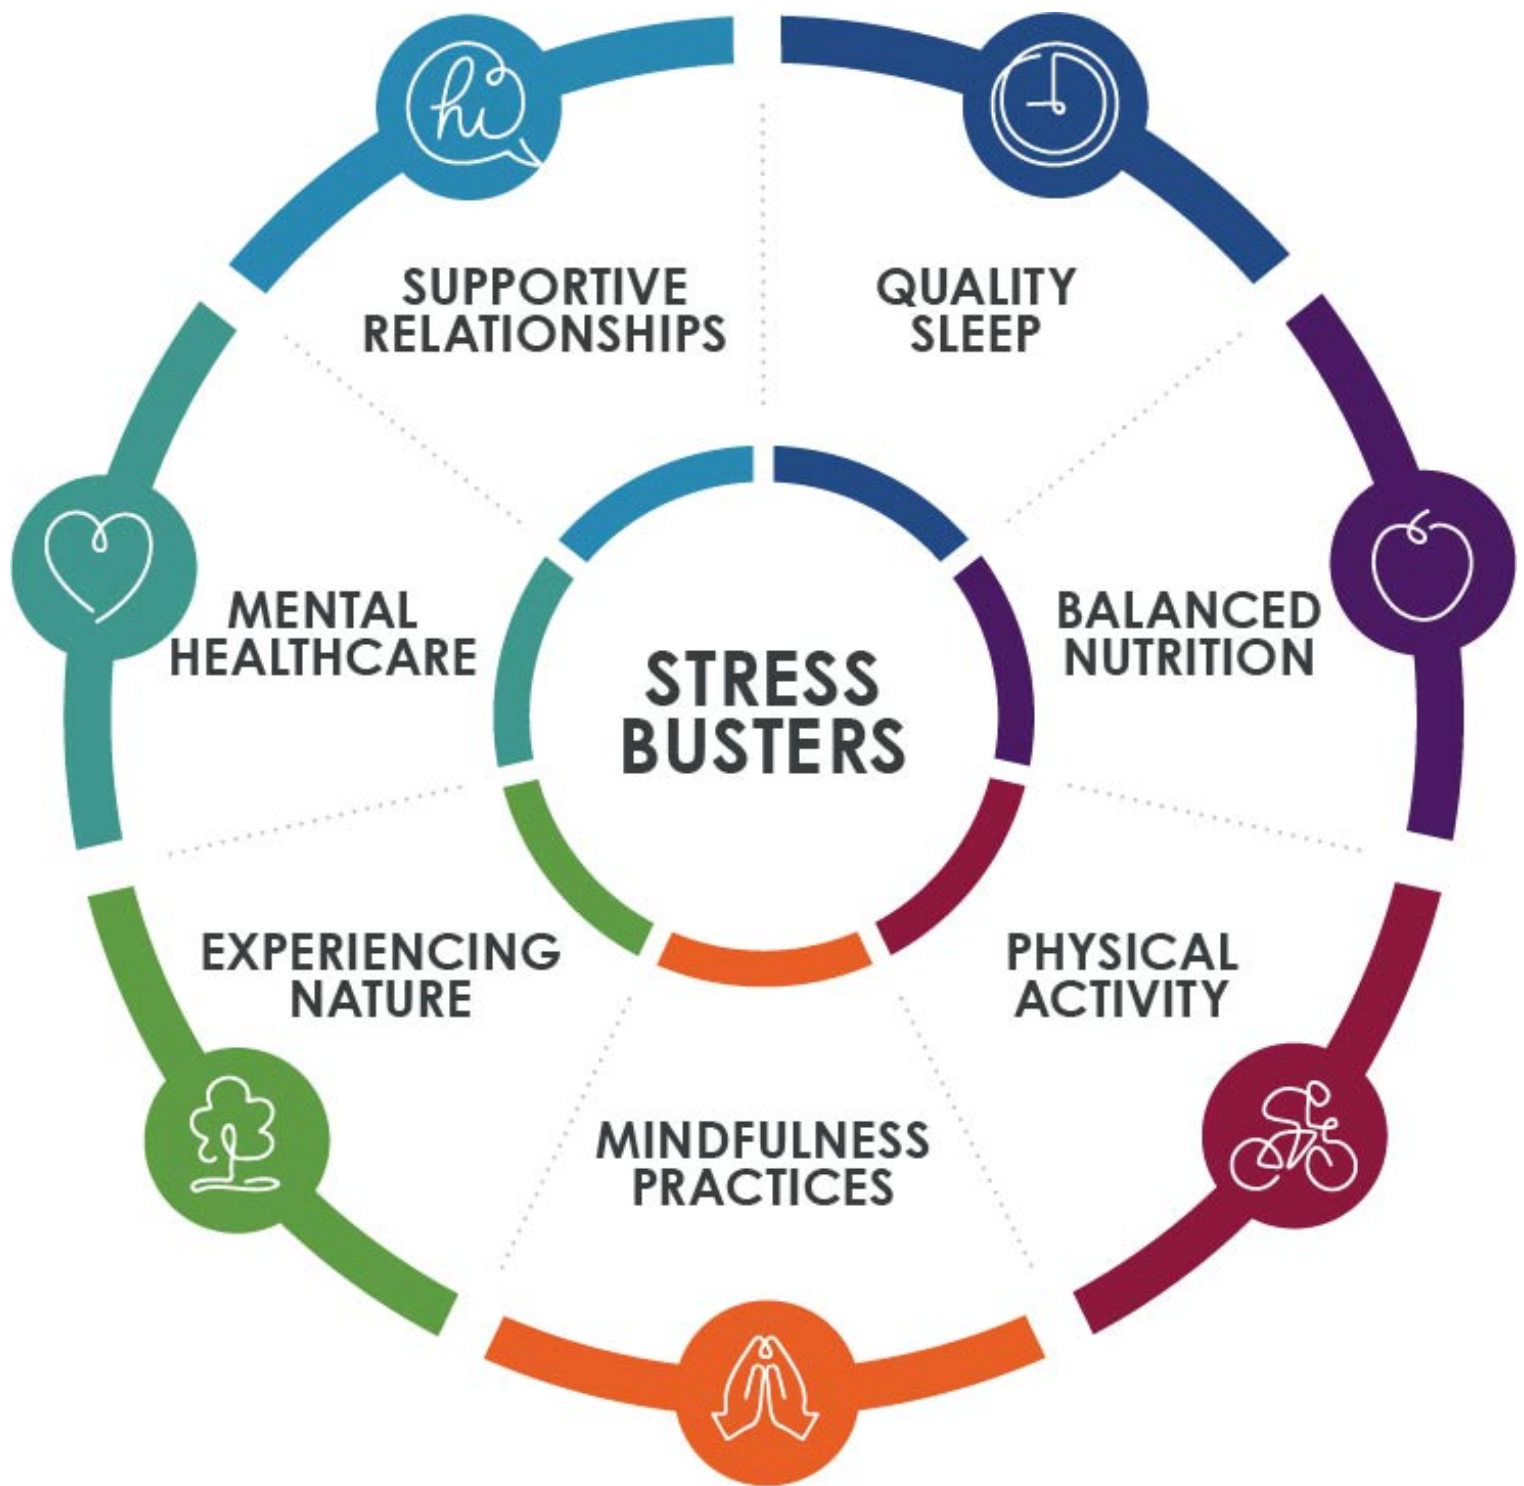 hi
SUPPORTIVE
RELATIONSHIPS
QUALITY
SLEEP
MENTAL
HEALTHCARE
STRESS
BUSTERS
BALANCED
NUTRITION
EXPERIENCING
NATURE
PHYSICAL
ACTIVITY
MINDFULNESS
PRACTICES